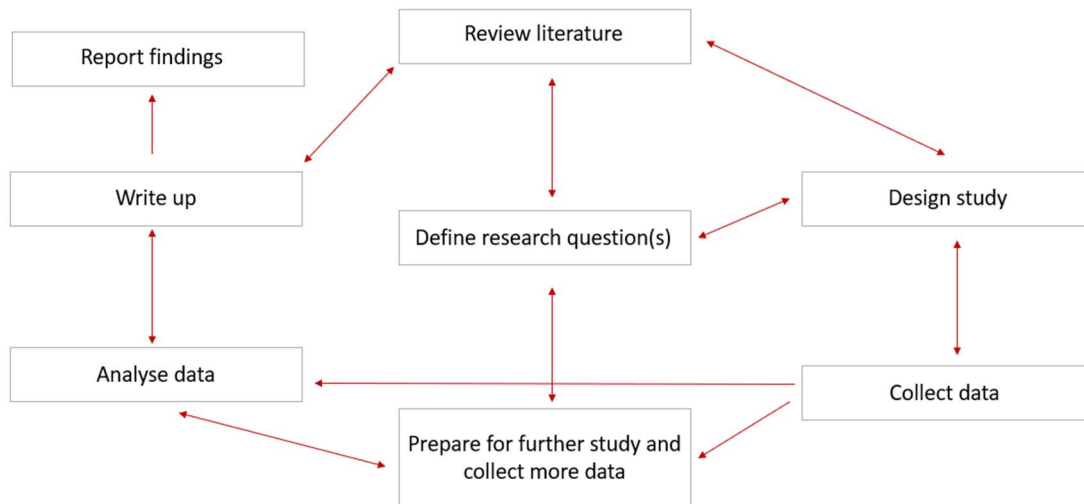 Review literature
Report findings
Write up
Design study
Define research question(s)
Analyse data
Collect data
Prepare for further study and
collect more data